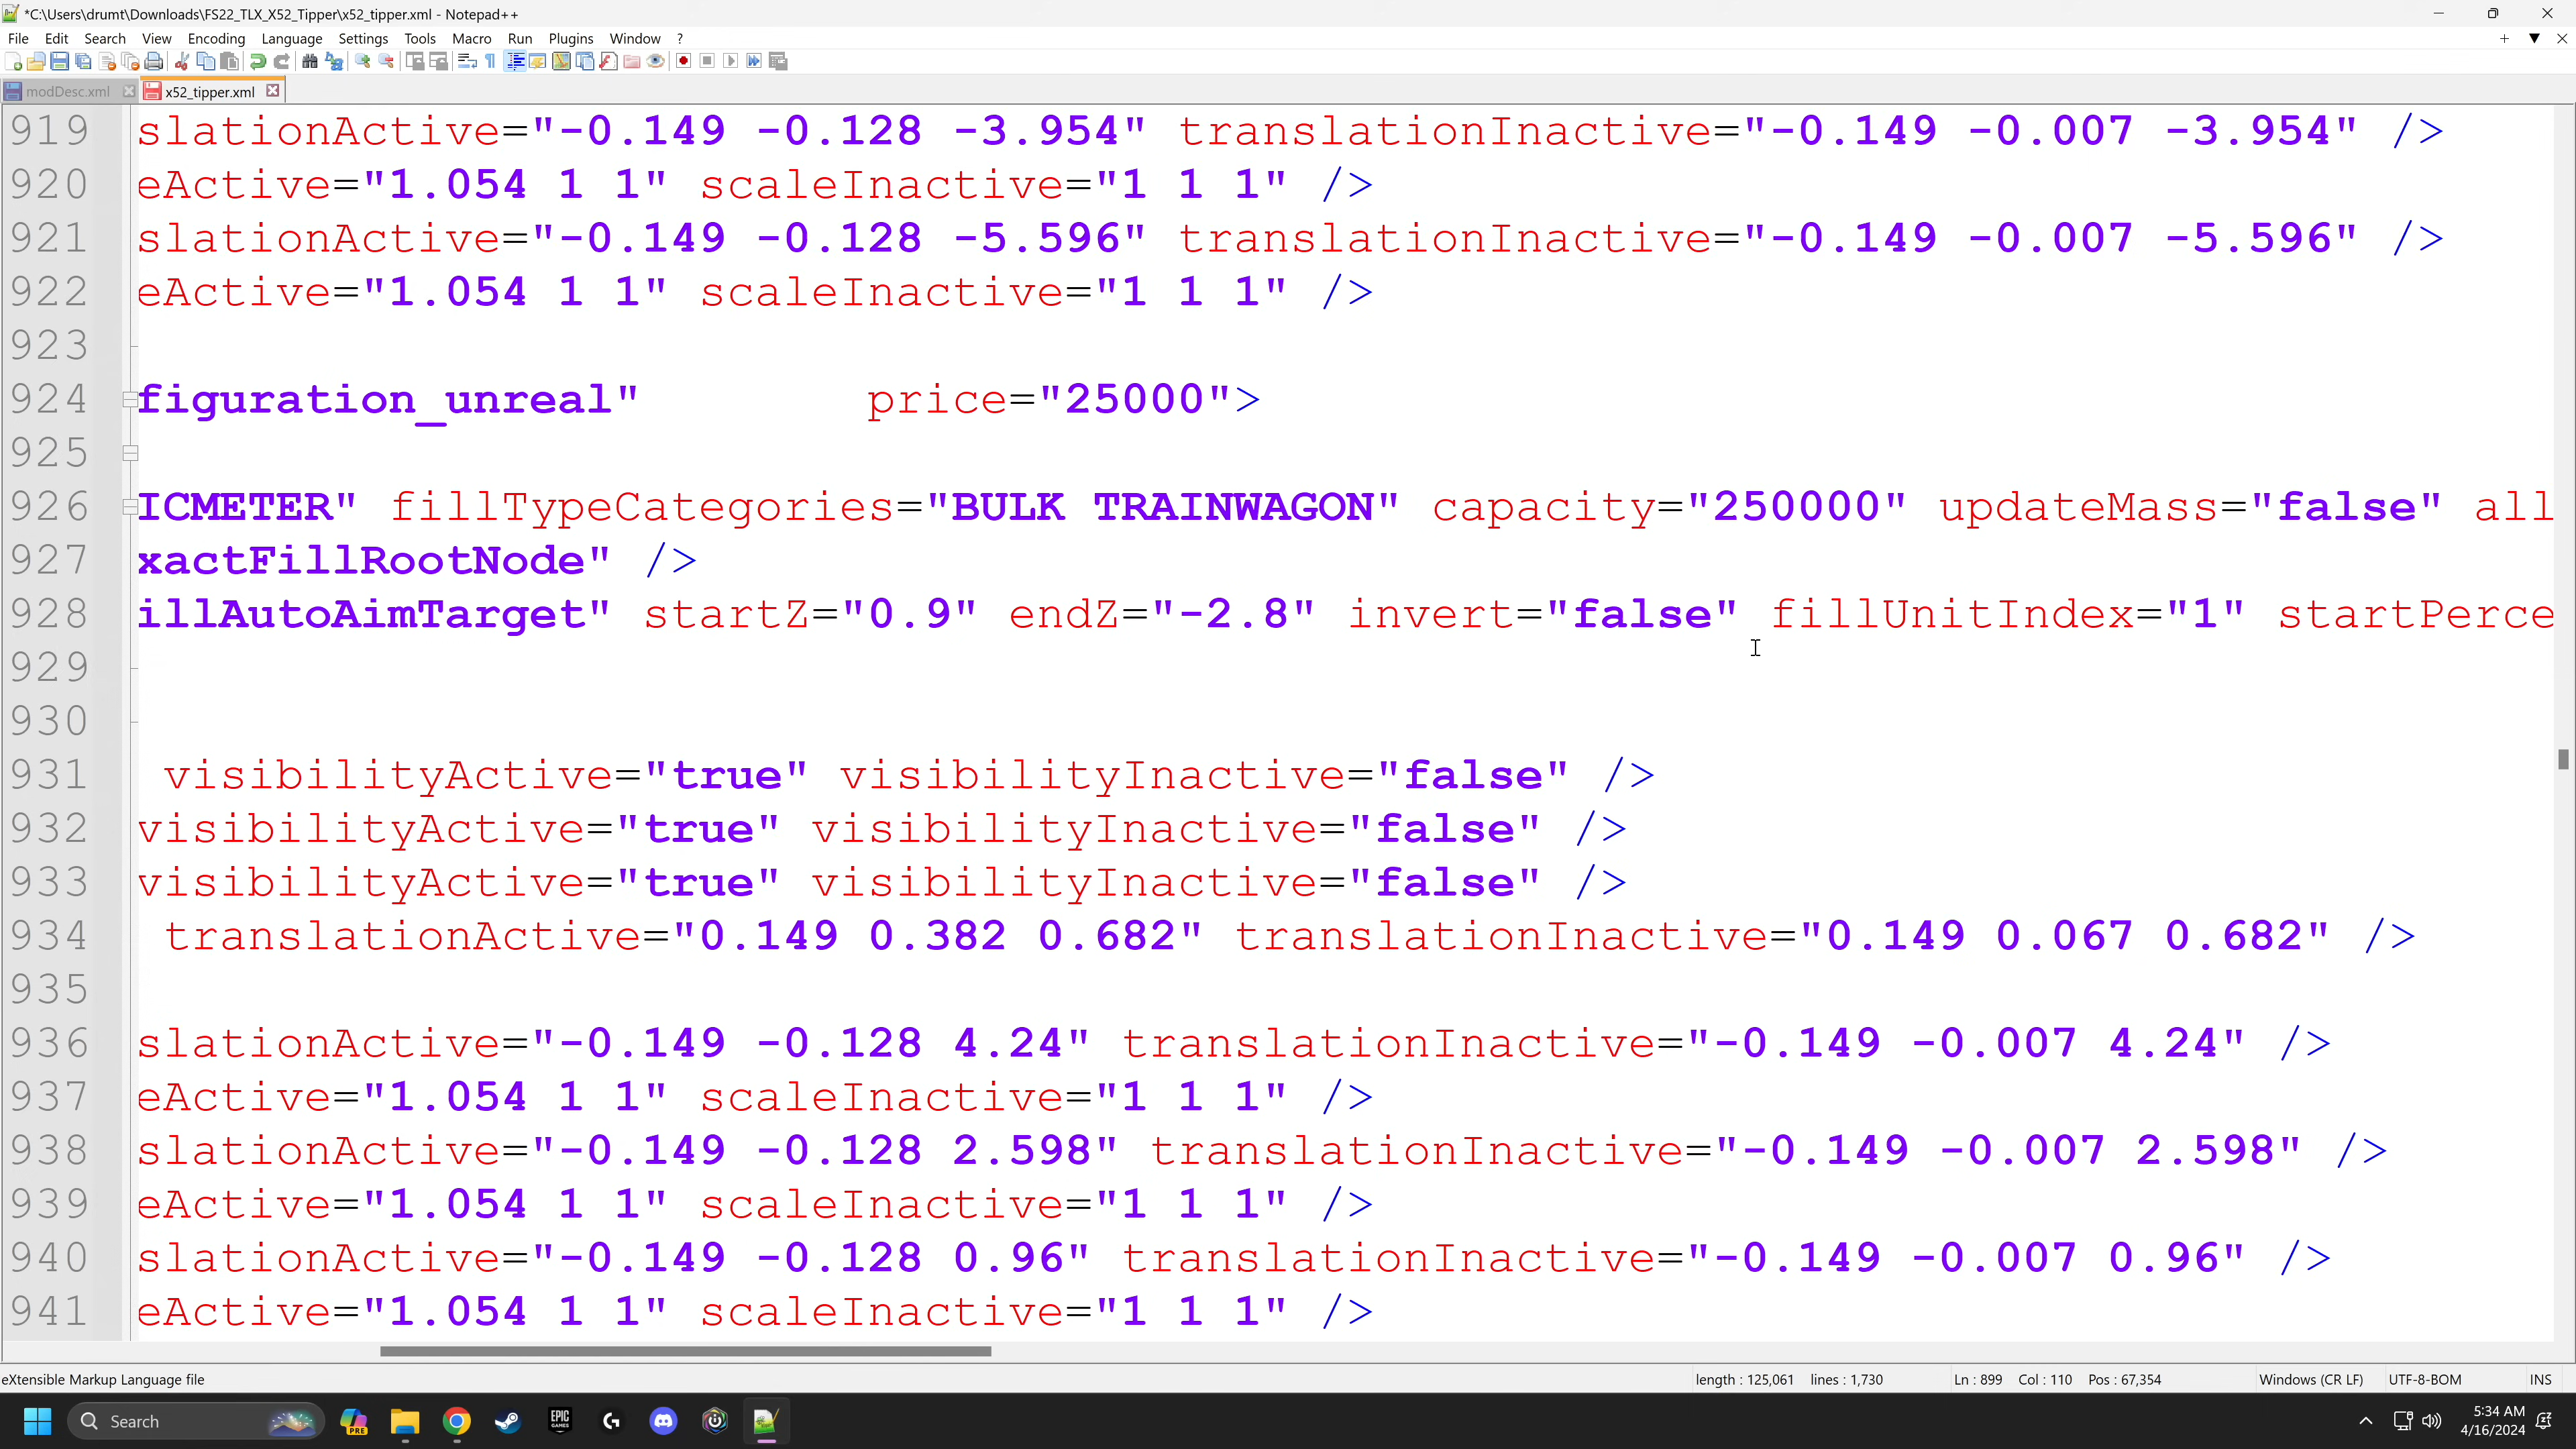 *C:\Users\drumt\Downloads\FS22_TLX_X52_Tipper\x52_tipper.xml - Notepad++
File Edit Search View Encoding Language Settings Tools Macro Run Plugins Window ?
modDesc.xml x52_tipper.xml
919 slationActive="-0.149 -0.128 -3.954" translationInactive="-0.149 -0.007 -3.954" />
920 eActive="1.054 1 1" scaleInactive="1 1 1" />
921 slationActive="-0.149 -0.128 -5.596" translationInactive="-0.149 -0.007 -5.596" />
922 eActive="1.054 1 1" scaleInactive="1 1 1" />
923
924 figuration_unreal" price="25000">
925
926 ICMETER" fillTypeCategories="BULK TRAINWAGON" capacity="250000" updateMass="false" all
927 xactFillRootNode" />
928 illAutoAimTarget" startZ="0.9" endZ="-2.8" invert="false" fillUnitIndex="1" startPerce
929
930
931 visibilityActive="true" visibilityInactive="false" />
932 visibilityActive="true" visibilityInactive="false" />
933 visibilityActive="true" visibilityInactive="false" />
934 translationActive="0.149 0.382 0.682" translationInactive="0.149 0.067 0.682" />
935
936 slationActive="-0.149 -0.128 4.24" translationInactive="-0.149 -0.007 4.24" />
937 eActive="1.054 1 1" scaleInactive="1 1 1" />
938 slationActive="-0.149 -0.128 2.598" translationInactive="-0.149 -0.007 2.598" />
939 eActive="1.054 1 1" scaleInactive="1 1 1" />
940 slationActive="-0.149 -0.128 0.96" translationInactive="-0.149 -0.007 0.96" />
941 eActive="1.054 1 1" scaleInactive="1 1 1" />
eXtensible Markup Language file length : 125,061 lines : 1,730 Ln : 899 Col : 110 Pos : 67,354 Windows (CR LF) UTF-8-BOM INS
Search PRE EPIC GAMES 5:34 AM
4/16/2024